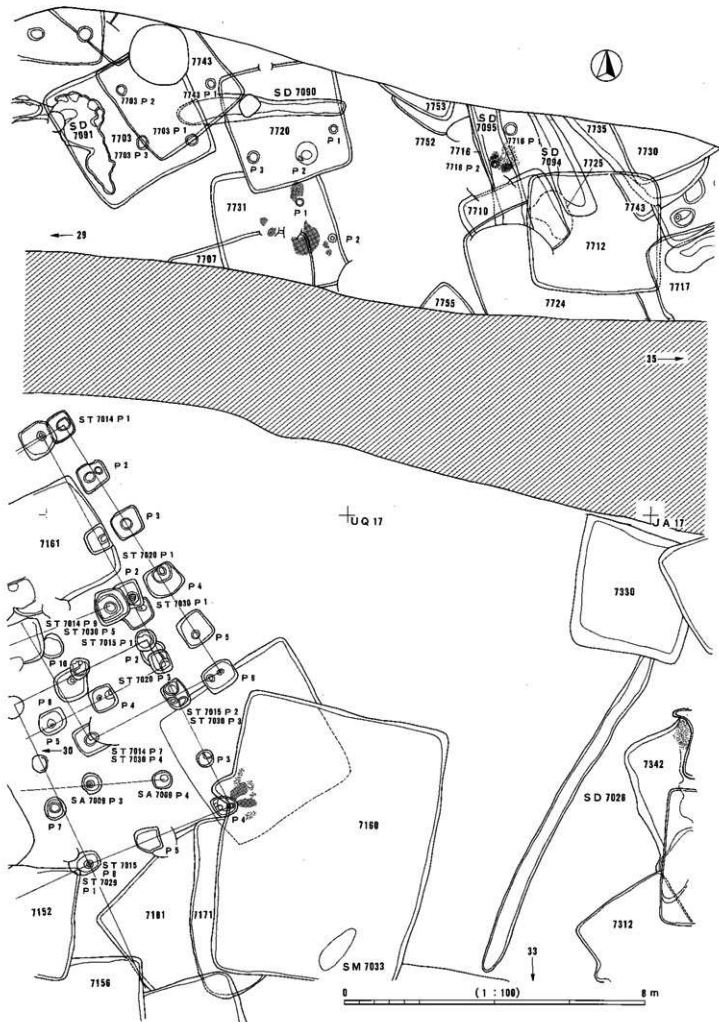 7743
7743 P 1
SD 7090
7703 P 2
SD
7091
7703
7703 P 1
7703 P 3
7720
P 1
P 3
P 2
7731
P 1
P 2
← 29
7707
7753
7752
SD
7095
7716
7716 P 1
7716 P 2
SD
7094
7735
7725
7730
7710
7743
7712
7717
7724
7755
35 →
ST 7014 P 1
P 2
P 3
UQ 17
JA 17
7161
ST 7020 P 1
P 2
P 4
ST 7030 P 1
ST 7014 P 9
ST 7030 P 5
ST 7015 P 1
P 5
7330
P 10
P 2
ST 7020 P 3
P 6
P 8
P 4
ST 7015 P 2
ST 7030 P 3
P 5
← 30
ST 7014 P 7
ST 7030 P 4
P 3
SA 7009 P 3
SA 7009 P 4
P 7
P 4
P 5
7160
SD 7026
7342
ST 7015
P 8
ST 7029
P 1
7152
7181
7171
7312
7156
SM 7033
33
↓
0
(1 : 100)
8 m